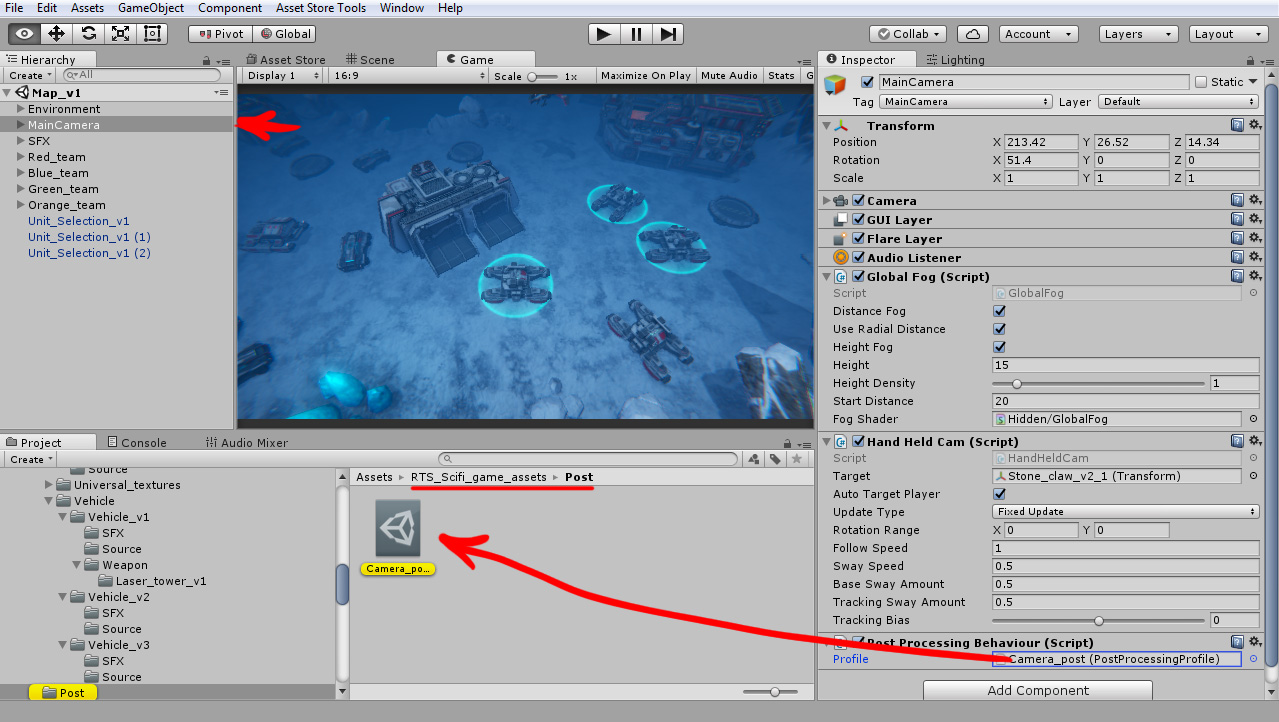 File Edit Assets GameObject Component Asset Store Tools Window Help
Pivot Global Collab Account Layers Layout
Hierarchy
Create All
Map_v1
Environment
MainCamera
SFX
Red_team
Blue_team
Green_team
Orange_team
Unit_Selection_v1
Unit_Selection_v1 (1)
Unit_Selection_v1 (2)
Asset Store Scene Game
Display 1 16:9 Scale 1x Maximize On Play Mute Audio Stats G
Inspector Lighting
MainCamera Static
Tag MainCamera Layer Default
Transform
Position X 213.42 Y 26.52 Z 14.34
Rotation X 51.4 Y 0 Z 0
Scale X 1 Y 1 Z 1
Camera
GUI Layer
Flare Layer
Audio Listener
Global Fog (Script)
Script GlobalFog
Distance Fog
Use Radial Distance
Height Fog
Height 15
Height Density 1
Start Distance 20
Fog Shader Hidden/GlobalFog
Hand Held Cam (Script)
Script HandHeldCam
Target Stone_claw_v2_1 (Transform)
Auto Target Player
Update Type Fixed Update
Rotation Range X 0 Y 0
Follow Speed 1
Sway Speed 0.5
Base Sway Amount 0.5
Tracking Sway Amount 0.5
Tracking Bias 0
Post Processing Behaviour (Script)
Profile Camera_post (PostProcessingProfile)
Add Component
Project Console Audio Mixer
Create
Source
Universal_textures
Vehicle
Vehicle_v1
SFX
Source
Weapon
Laser_tower_v1
Vehicle_v2
SFX
Source
Vehicle_v3
SFX
Source
Post
Assets RTS_Scifi_game_assets Post
Camera_po...